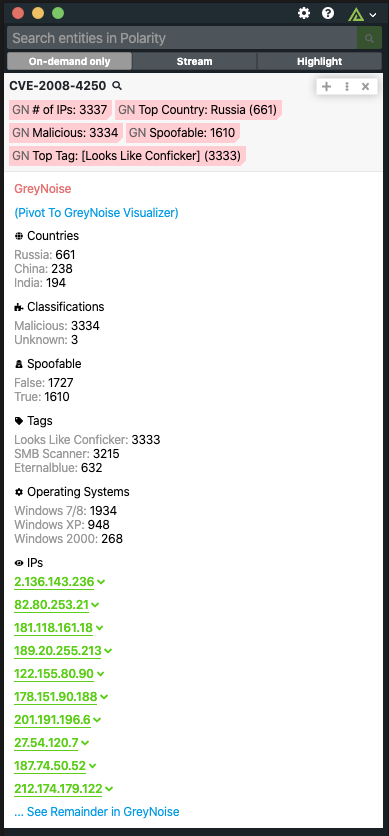 Search entities in Polarity
On-demand only Stream Highlight
CVE-2008-4250
GN # of IPs: 3337 GN Top Country: Russia (661)
GN Malicious: 3334 GN Spoofable: 1610
GN Top Tag: [Looks Like Conficker] (3333)
GreyNoise
(Pivot To GreyNoise Visualizer)
Countries
Russia: 661
China: 238
India: 194
Classifications
Malicious: 3334
Unknown: 3
Spoofable
False: 1727
True: 1610
Tags
Looks Like Conficker: 3333
SMB Scanner: 3215
Eternalblue: 632
Operating Systems
Windows 7/8: 1934
Windows XP: 948
Windows 2000: 268
IPs
2.136.143.236
82.80.253.21
181.118.161.18
189.20.255.213
122.155.80.90
178.151.90.188
201.191.196.6
27.54.120.7
187.74.50.52
212.174.179.122
... See Remainder in GreyNoise